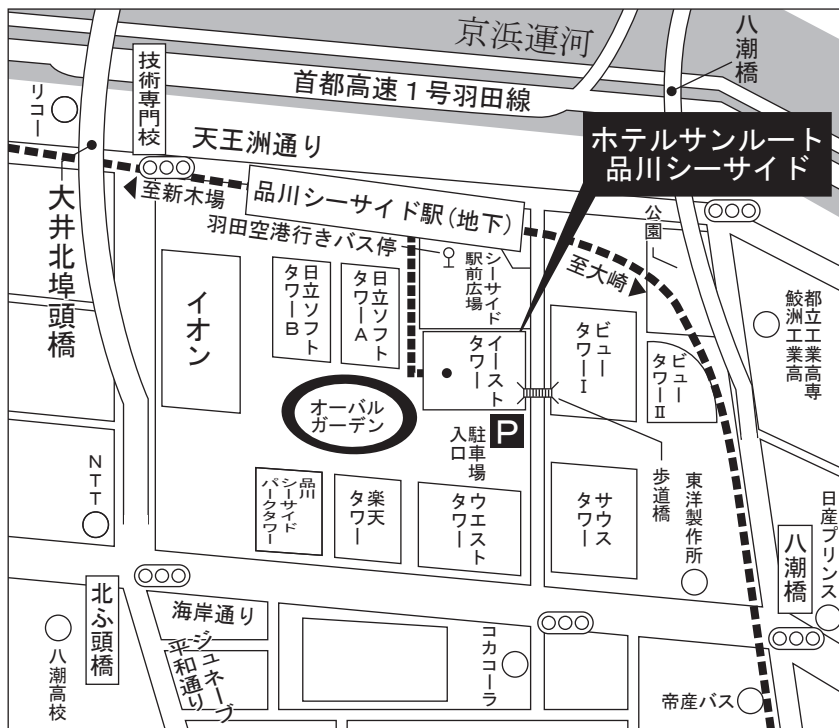 京浜運河
八潮橋
首都高速1号羽田線
技術専門校
リコー
天王洲通り
ホテルサンルート
品川シーサイド
至新木場
品川シーサイド駅(地下)
羽田空港行きバス停
大井北埠頭橋
公園
至大崎
シーサイド
駅前広場
イオン
日立ソフト
タワーB
日立ソフト
タワーA
イースト
タワー
ビュー
タワーⅠ
ビュー
タワーⅡ
都立工業高専
鮫洲工業高
オーバル
ガーデン
P
駐車場
入口
歩道橋
NTT
品川
シーサイド
パークタワー
楽天
タワー
ウエスト
タワー
サウス
タワー
東洋製作所
日産プリンス
八潮橋
北ふ頭橋
海岸通り
ジュネーブ
平和通り
八潮高校
コカコーラ
帝産バス